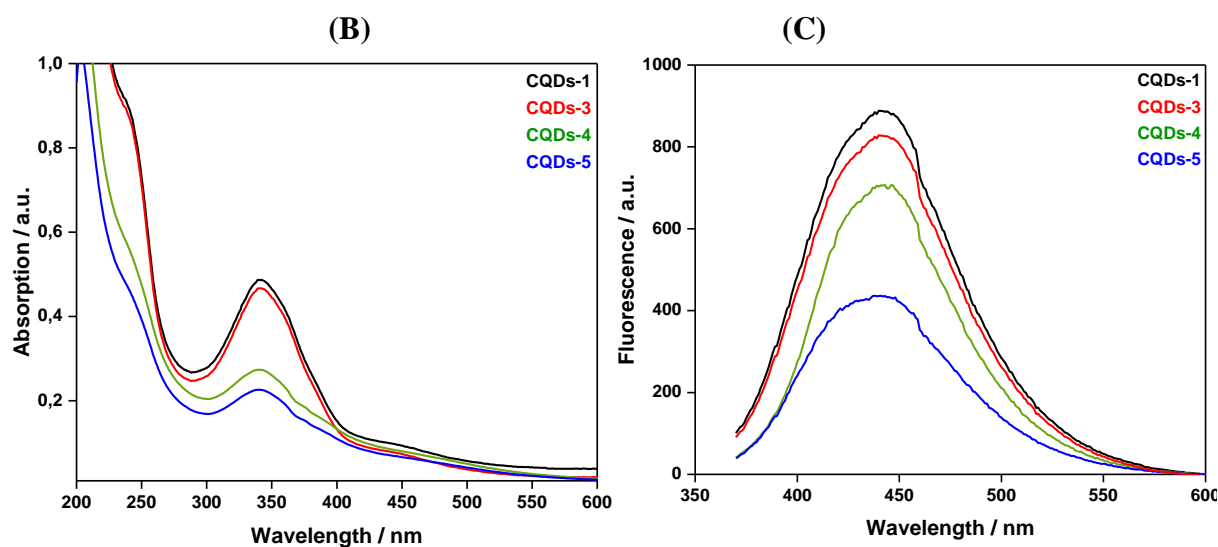 (B)
(C)
Absorption / a.u.
1,0
0,8
0,6
0,4
0,2
CQDs-1
CQDs-3
CQDs-4
CQDs-5
200 250 300 350 400 450 500 550 600
Wavelength / nm
Fluorescence / a.u.
1000
800
600
400
200
0
CQDs-1
CQDs-3
CQDs-4
CQDs-5
350 400 450 500 550 600
Wavelength / nm